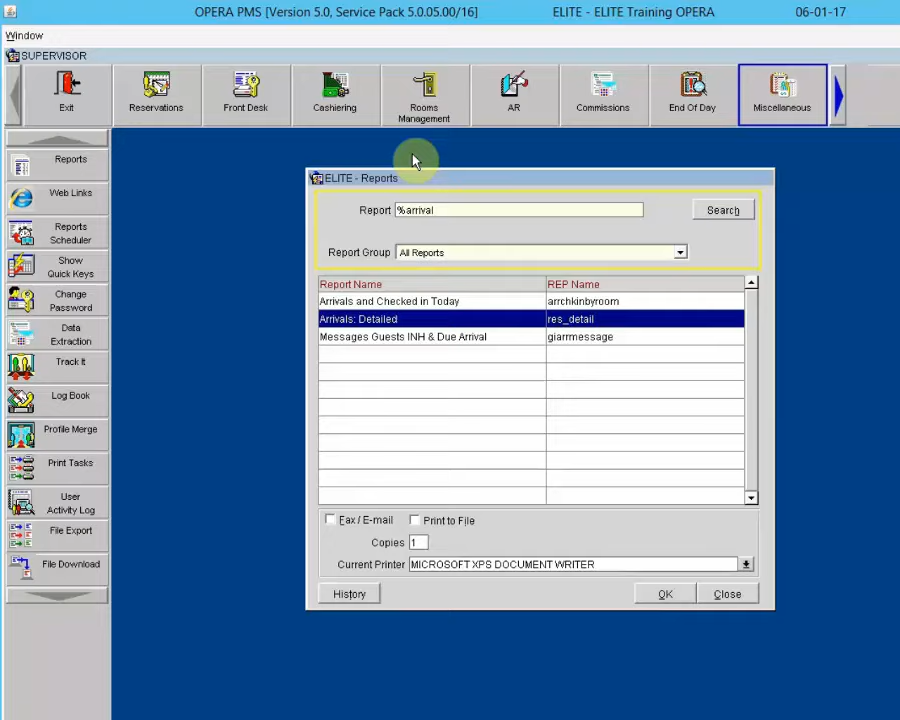 OPERA PMS [Version 5.0, Service Pack 5.0.05.00/16] ELITE - ELITE Training OPERA 06-01-17
Window
SUPERVISOR
Exit
Reservations
Front Desk
Cashiering
Rooms
Management
AR
Commissions
End Of Day
Miscellaneous
Reports
Web Links
Reports
Scheduler
Show
Quick Keys
Change
Password
Data
Extraction
Track It
Log Book
Profile Merge
Print Tasks
User
Activity Log
File Export
File Download
ELITE - Reports
Report %arrival Search
Report Group All Reports
Report Name REP Name
Arrivals and Checked in Today arrchkinbyroom
Arrivals: Detailed res_detail
Messages Guests INH & Due Arrival giarrmessage
Fax / E-mail Print to File
Copies 1
Current Printer MICROSOFT XPS DOCUMENT WRITER
History OK Close